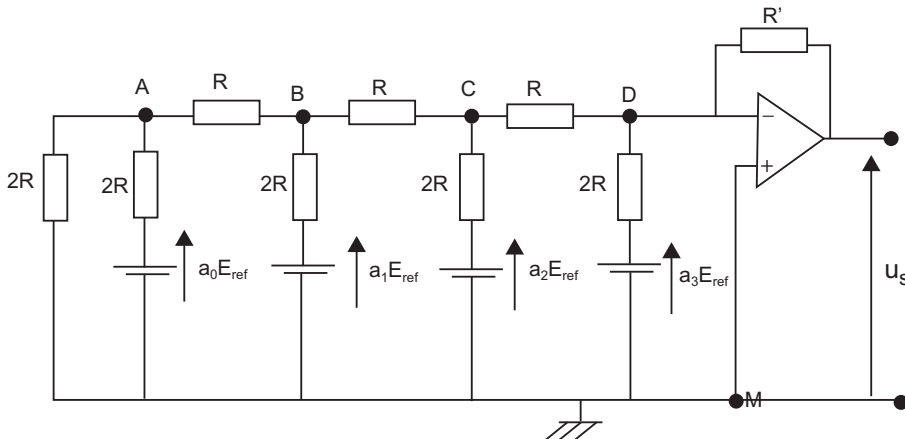 R'
A
R
B
R
C
R
D
−
+
2R
2R
2R
2R
2R
a0Eref
a1Eref
a2Eref
a3Eref
us
M